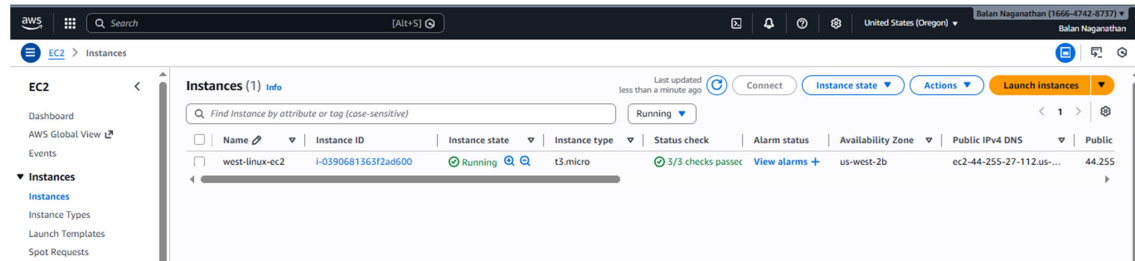 aws
Search
[Alt+S]
United States (Oregon)
Balan Naganathan (1666-4742-8737)
Balan Naganathan
EC2 > Instances
EC2
Dashboard
AWS Global View
Events
Instances
Instances
Instance Types
Launch Templates
Spot Requests
Instances (1) Info
Last updated
less than a minute ago
Connect
Instance state
Actions
Launch instances
Find Instance by attribute or tag (case-sensitive)
Running
1
Name Instance ID Instance state Instance type Status check Alarm status Availability Zone Public IPv4 DNS Public
west-linux-ec2 i-0390681363f2ad600 Running t3.micro 3/3 checks passec View alarms + us-west-2b ec2-44-255-27-112.us-... 44.255